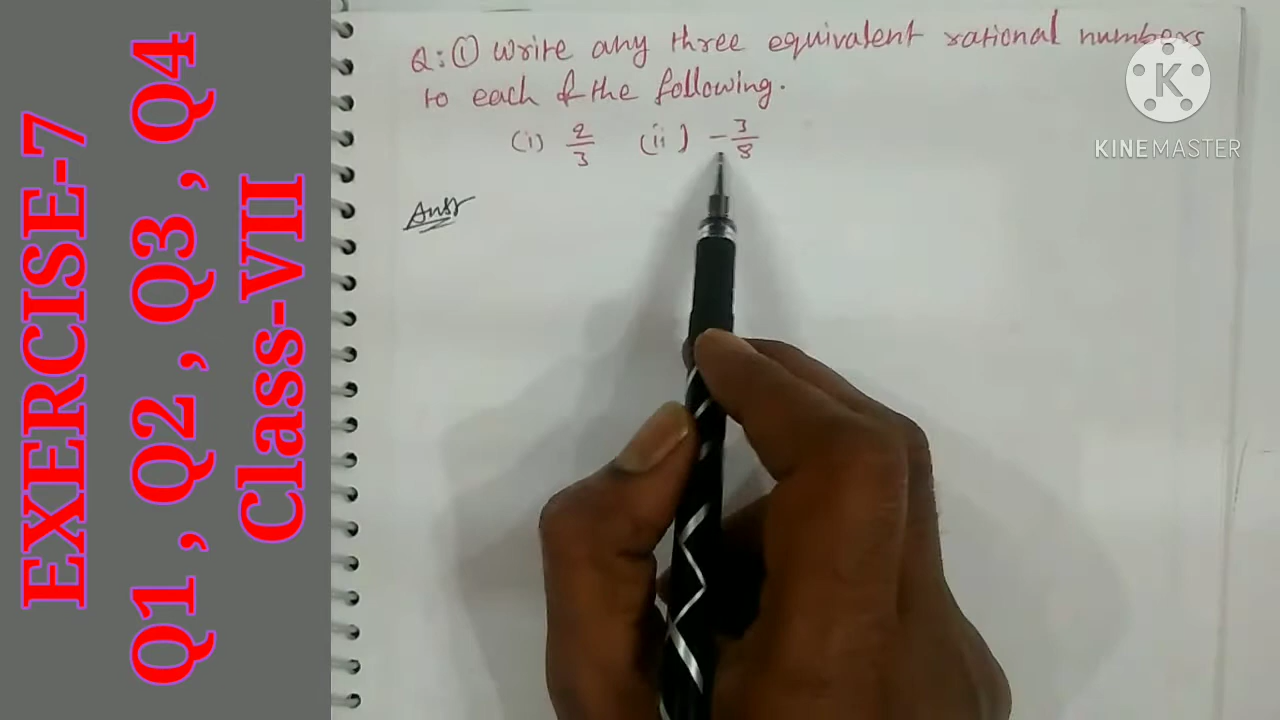 EXERCISE-7
Q1 , Q2 , Q3 , Q4
Class-VII
Q:① Write any three equivalent rational numbers
to each of the following.
(i) 2/3 (ii) -3/8
Ansr
KINEMASTER